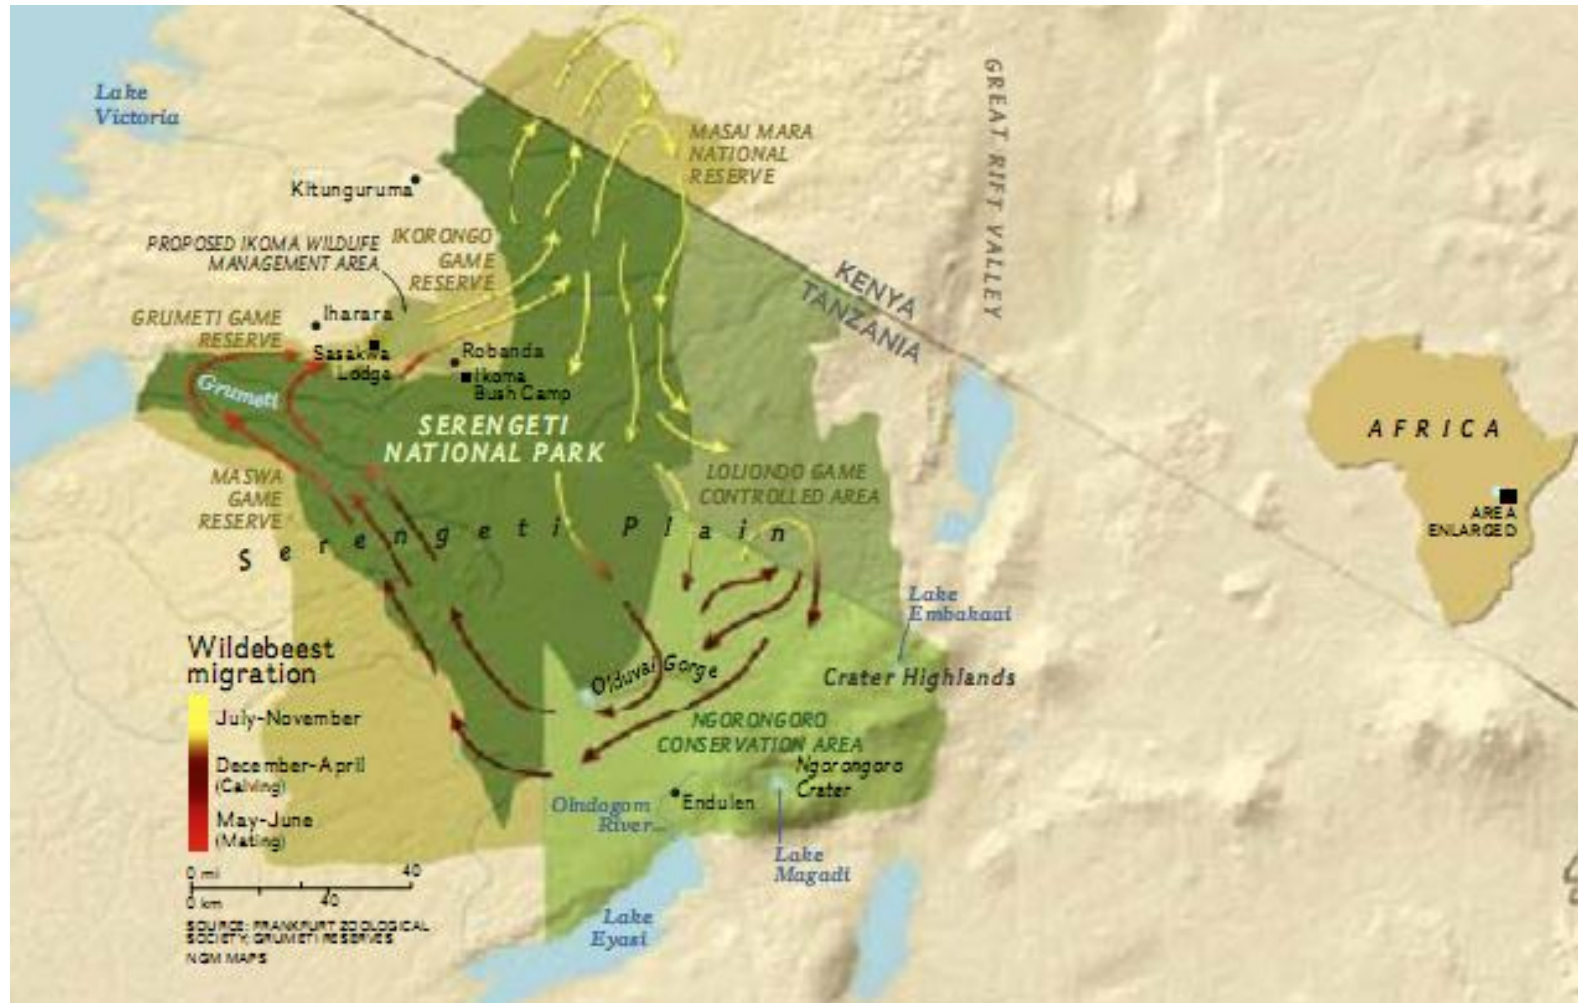 Lake
Victoria
GREAT RIFT VALLEY
MASAI MARA
NATIONAL
RESERVE
Kitunguruma
PROPOSED IKOMA WILDLIFE
MANAGEMENT AREA
IKORONGO
GAME
RESERVE
KENYA
TANZANIA
GRUMETI GAME
RESERVE
Iharara
Sasakwa
Lodge
Robanda
Ikoma
Bush Camp
Grumeti
SERENGETI
NATIONAL PARK
AFRICA
AREA
ENLARGED
MASWA
GAME
RESERVE
LOLIONDO GAME
CONTROLLED AREA
Serengeti Plain
Lake
Embakaai
Crater Highlands
Olduvai Gorge
NGORONGORO
CONSERVATION AREA
Ngorongoro
Crater
Endulen
Olndogom
River
Lake
Magadi
Lake
Eyasi
Wildebeest
migration
July-November
December-April
(Calving)
May-June
(Mating)
0 mi 40
0 km 40
SOURCE: FRANKFURT ZOOLOGICAL
SOCIETY; GRUMETI RESERVES
NGM MAPS